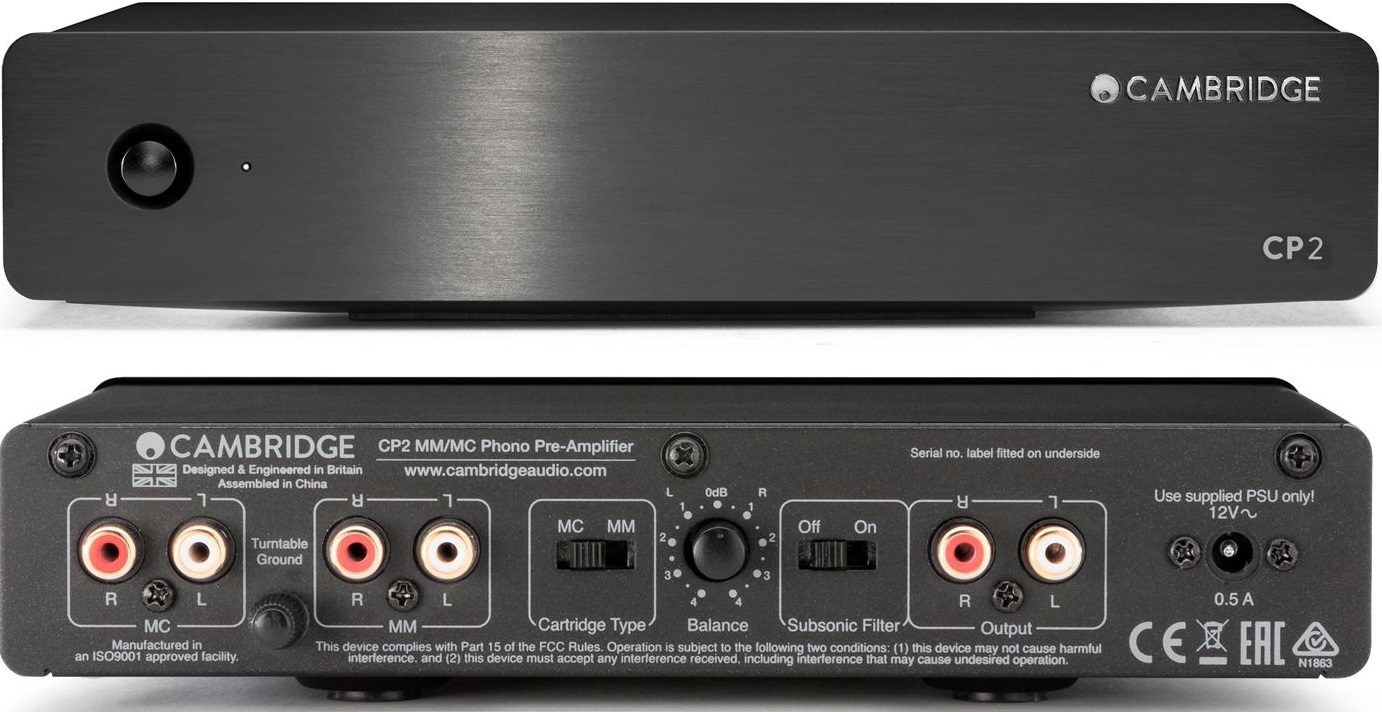 CAMBRIDGE
CP2
CAMBRIDGE
CP2 MM/MC Phono Pre-Amplifier
www.cambridgeaudio.com
Designed & Engineered in Britain
Assembled in China
Serial no. label fitted on underside
Use supplied PSU only!
12V~
R L
R L
MC
Turntable
Ground
R L
R L
MM
MC MM
Cartridge Type
L 0dB R
1 1
2 2
3 3
4 4
Balance
Off On
Subsonic Filter
R L
R L
Output
0.5 A
Manufactured in
an ISO9001 approved facility.
This device complies with Part 15 of the FCC Rules. Operation is subject to the following two conditions: (1) this device may not cause harmful
interference. and (2) this device must accept any interference received, including interference that may cause undesired operation.
CE EAC
N1863